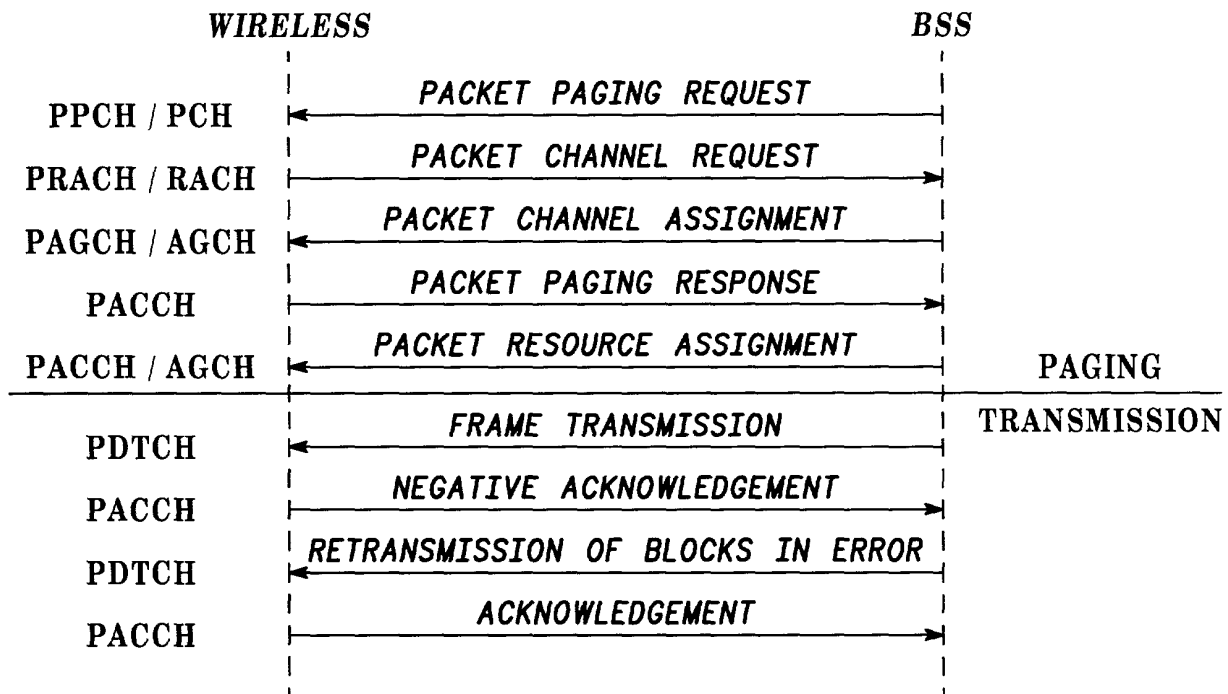 WIRELESS BSS
PACKET PAGING REQUEST
PPCH / PCH
PACKET CHANNEL REQUEST
PRACH / RACH
PACKET CHANNEL ASSIGNMENT
PAGCH / AGCH
PACKET PAGING RESPONSE
PACCH
PACKET RESOURCE ASSIGNMENT
PACCH / AGCH PAGING
FRAME TRANSMISSION TRANSMISSION
PDTCH
NEGATIVE ACKNOWLEDGEMENT
PACCH
RETRANSMISSION OF BLOCKS IN ERROR
PDTCH
ACKNOWLEDGEMENT
PACCH